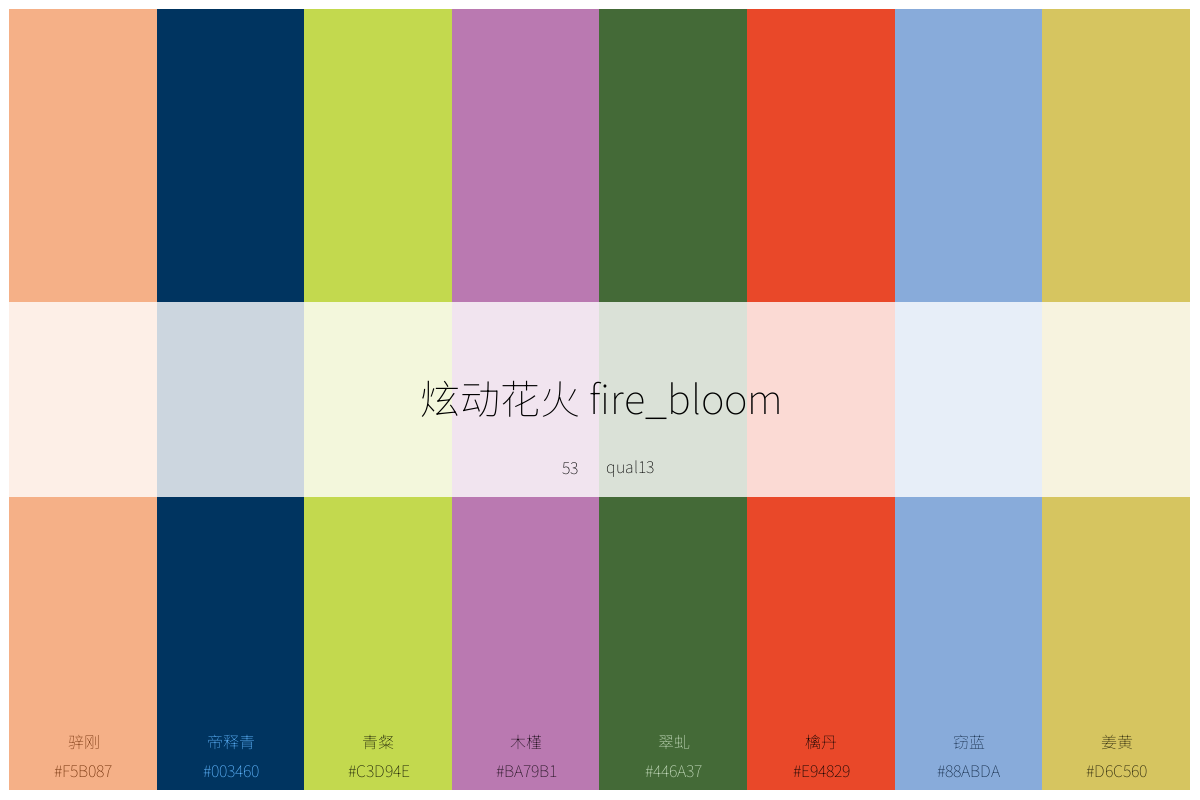 炫动花火 fire_bloom
53 qual13
骍刚 帝释青 青粲 木槿 翠虬 檎丹 窃蓝 姜黄
#F5B087 #003460 #C3D94E #BA79B1 #446A37 #E94829 #88ABDA #D6C560